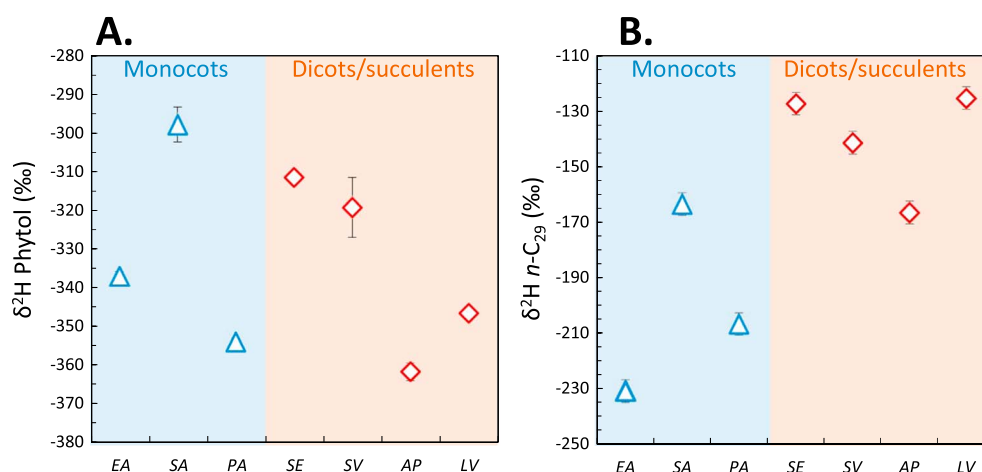 A.
Monocots
Dicots/succulents
δ²H Phytol (‰)
-280
-290
-300
-310
-320
-330
-340
-350
-360
-370
-380
EA SA PA SE SV AP LV
B.
Monocots
Dicots/succulents
δ²H n-C₂₉ (‰)
-110
-130
-150
-170
-190
-210
-230
-250
EA SA PA SE SV AP LV